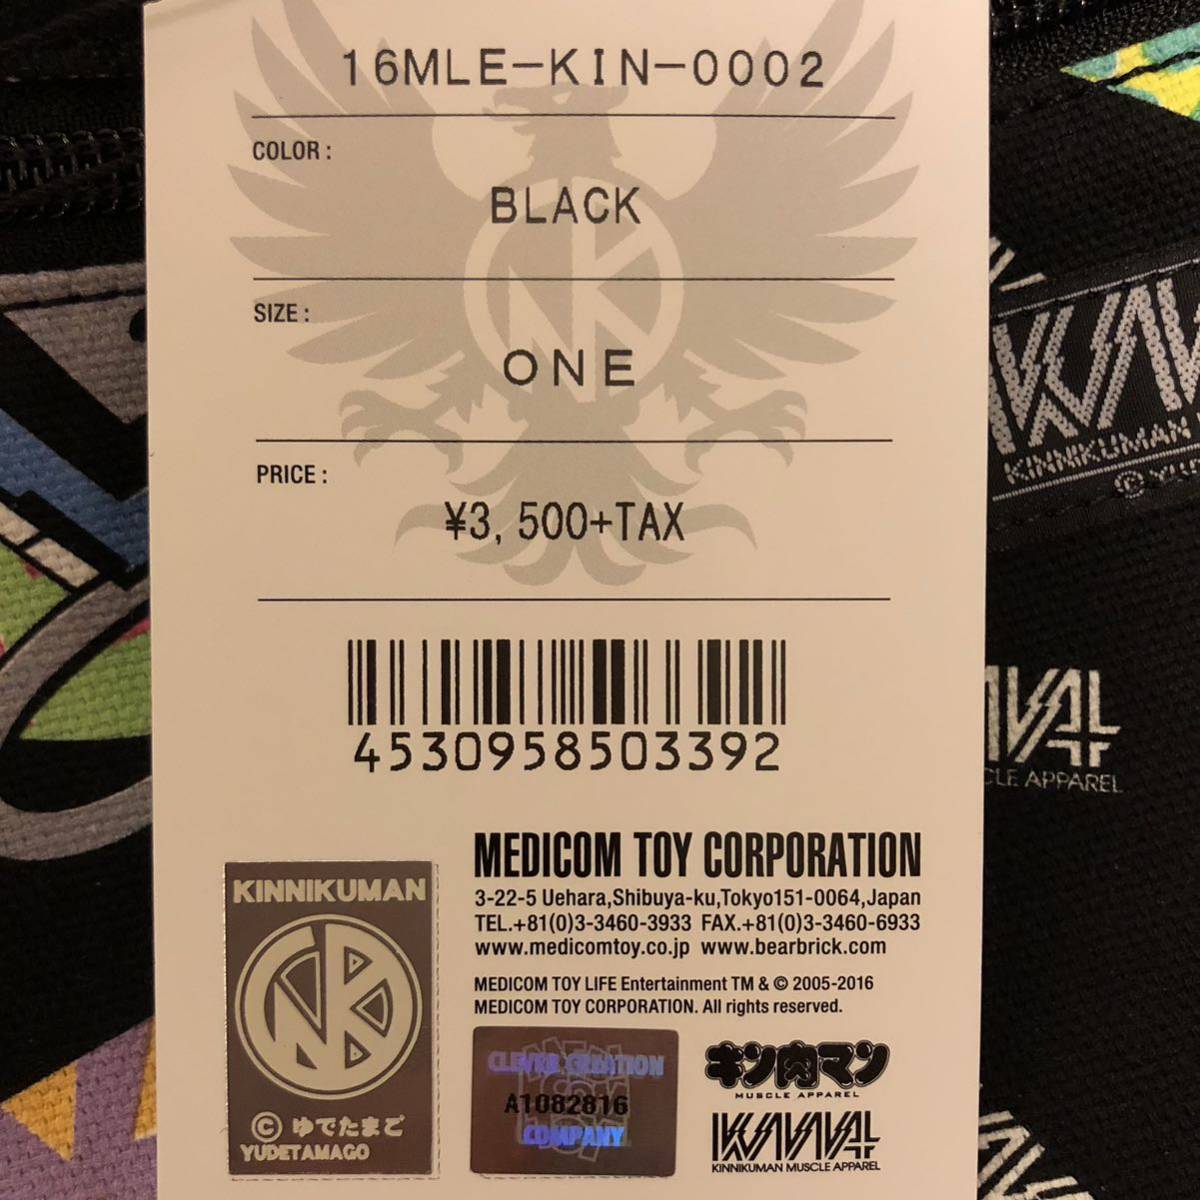 16MLE-KIN-0002
COLOR :
BLACK
SIZE :
ONE
PRICE :
¥3,500+TAX
4530958503392
MEDICOM TOY CORPORATION
3-22-5 Uehara,Shibuya-ku,Tokyo151-0064,Japan
TEL.+81(0)3-3460-3933 FAX.+81(0)3-3460-6933
www.medicomtoy.co.jp www.bearbrick.com
MEDICOM TOY LIFE Entertainment TM & © 2005-2016
MEDICOM TOY CORPORATION. All rights reserved.
KINNIKUMAN
© ゆでたまご
YUDETAMAGO
CLEVER CREATION
A1082816
COMPANY
キン肉マン
MUSCLE APPAREL
KINNIKUMAN MUSCLE APPAREL
KINNIKUMAN
CLE APPAREL